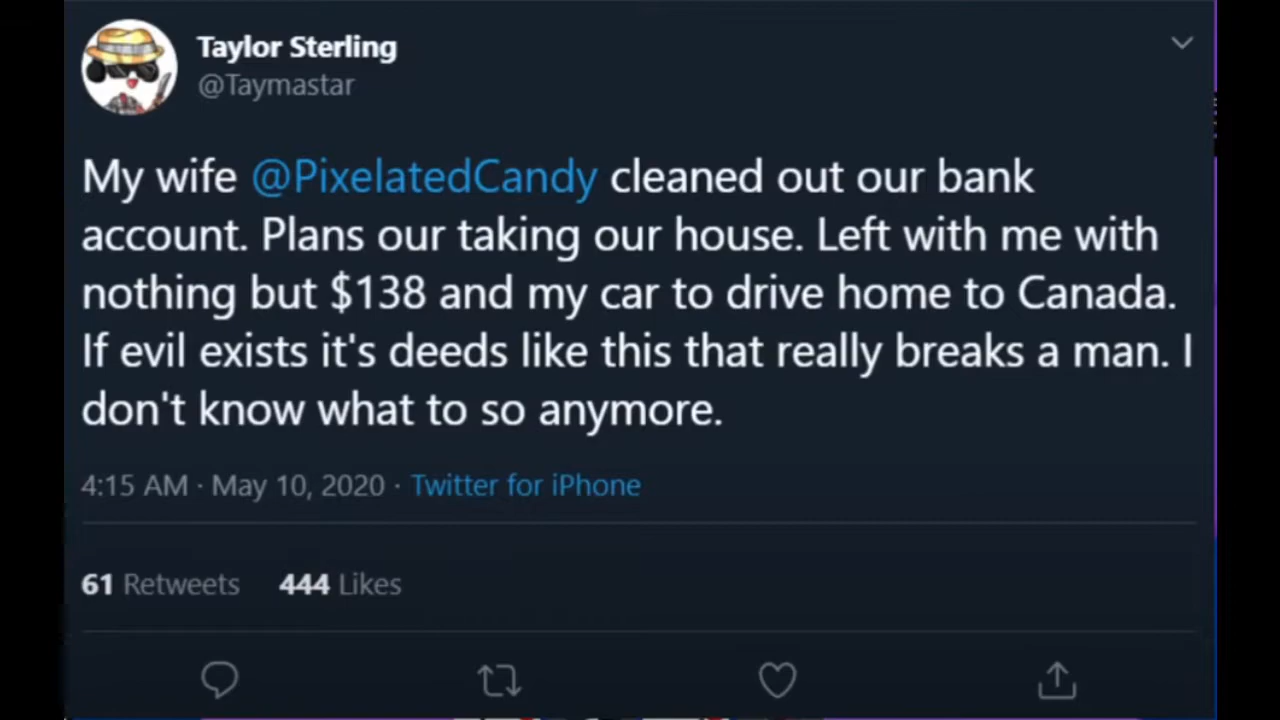 Taylor Sterling
@Taymastar
My wife @PixelatedCandy cleaned out our bank
account. Plans our taking our house. Left with me with
nothing but $138 and my car to drive home to Canada.
If evil exists it's deeds like this that really breaks a man. I
don't know what to so anymore.
4:15 AM · May 10, 2020 · Twitter for iPhone
61 Retweets 444 Likes